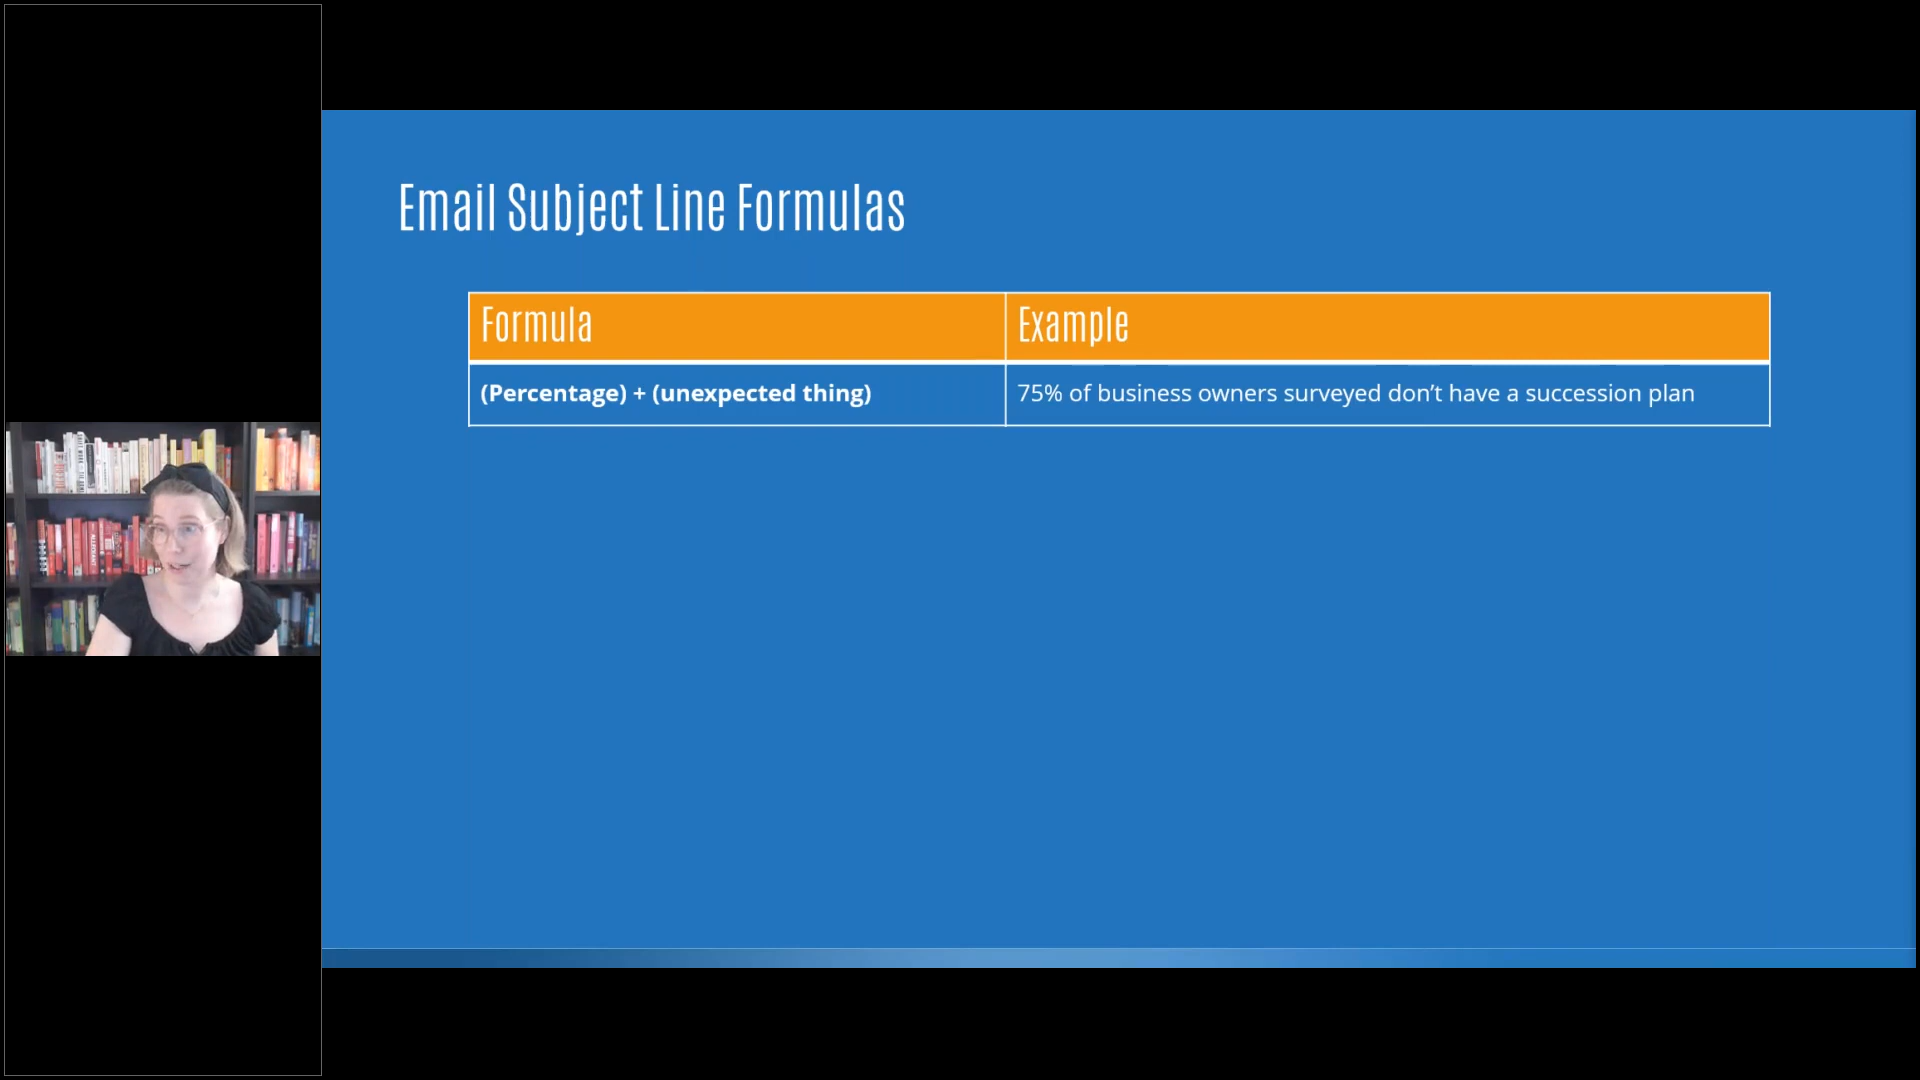 Email Subject Line Formulas
Formula
Example
(Percentage) + (unexpected thing)
75% of business owners surveyed don’t have a succession plan